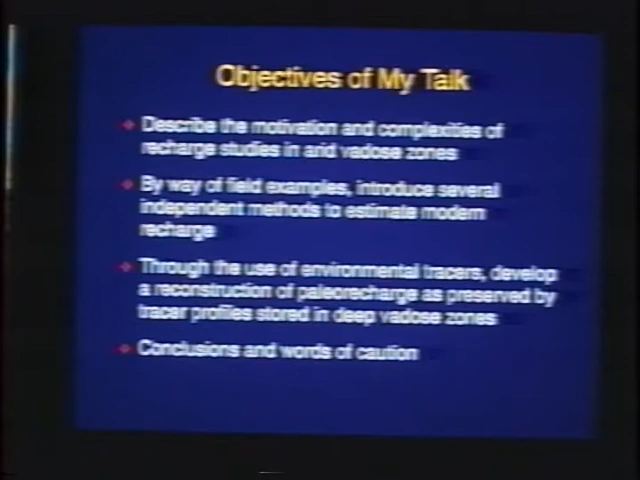 Objectives of My Talk
Describe the motivation and complexities of
recharge studies in arid vadose zones
By way of field examples, introduce several
independent methods to estimate modern
recharge
Through the use of environmental tracers, develop
a reconstruction of paleorecharge as preserved by
tracer profiles stored in deep vadose zones
Conclusions and words of caution